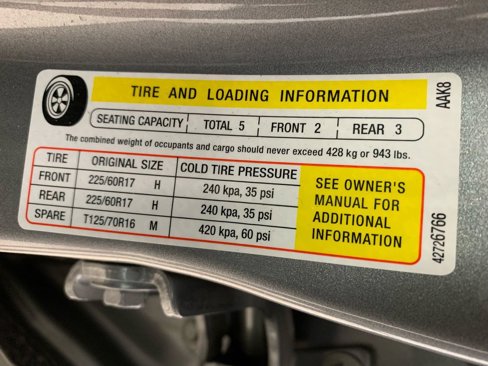 TIRE AND LOADING INFORMATION
SEATING CAPACITY TOTAL 5 FRONT 2 REAR 3
The combined weight of occupants and cargo should never exceed 428 kg or 943 lbs.
TIRE ORIGINAL SIZE COLD TIRE PRESSURE
FRONT 225/60R17 H 240 kpa, 35 psi
REAR 225/60R17 H 240 kpa, 35 psi
SPARE T125/70R16 M 420 kpa, 60 psi
SEE OWNER'S
MANUAL FOR
ADDITIONAL
INFORMATION
AAK8
42726766